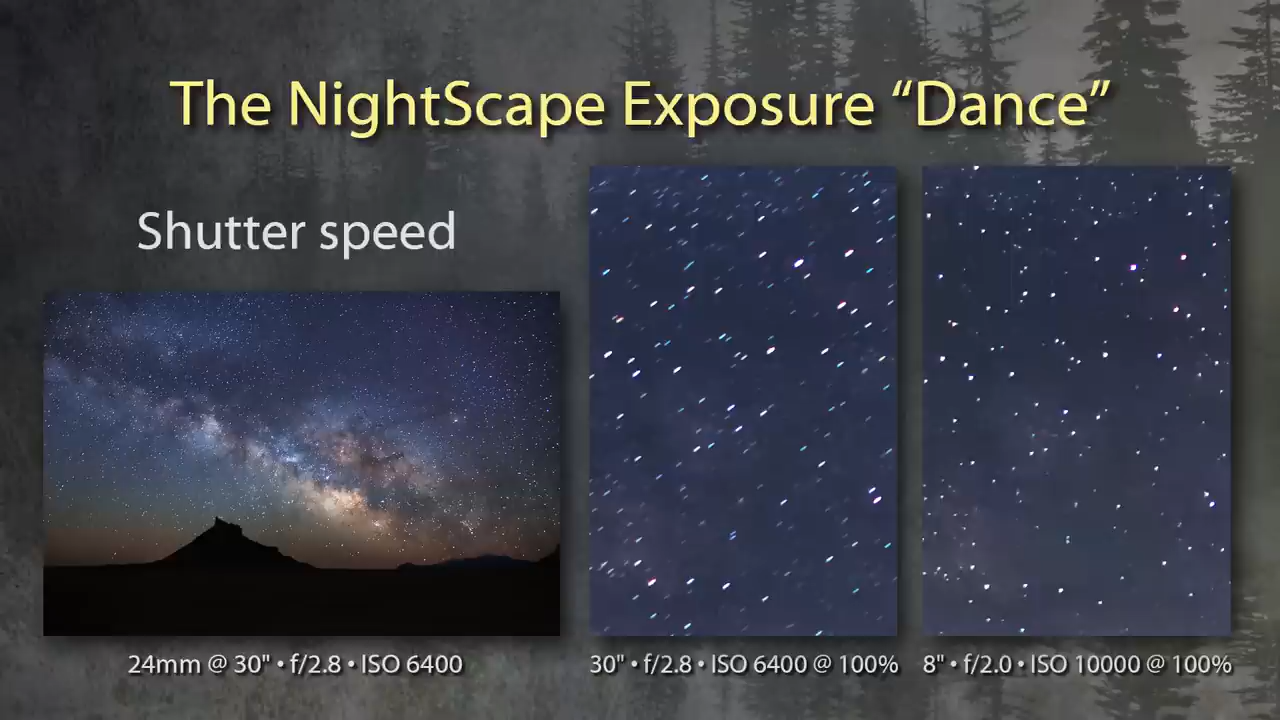 The NightScape Exposure “Dance”
Shutter speed
24mm @ 30" • f/2.8 • ISO 6400
30" • f/2.8 • ISO 6400 @ 100%
8" • f/2.0 • ISO 10000 @ 100%